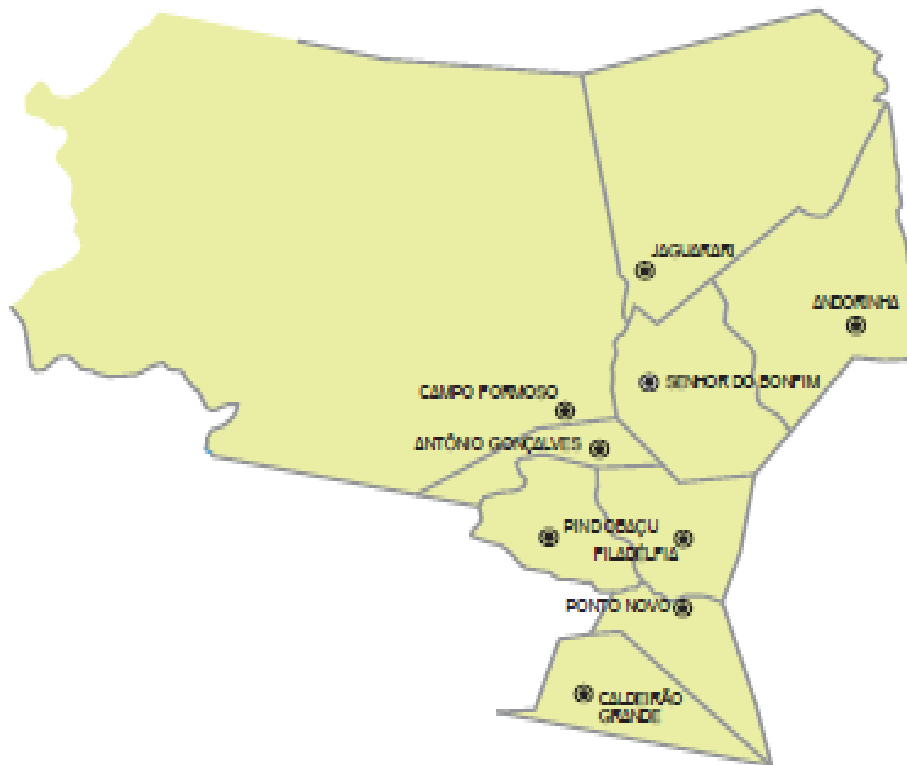 JAGUARARI
ANDORINHA
SENHOR DO BONFIM
CAMPO FORMOSO
ANTÔNIO GONÇALVES
PINDOBAÇU
FILADÉLFIA
PONTO NOVO
CALDEIRÃO
GRANDE